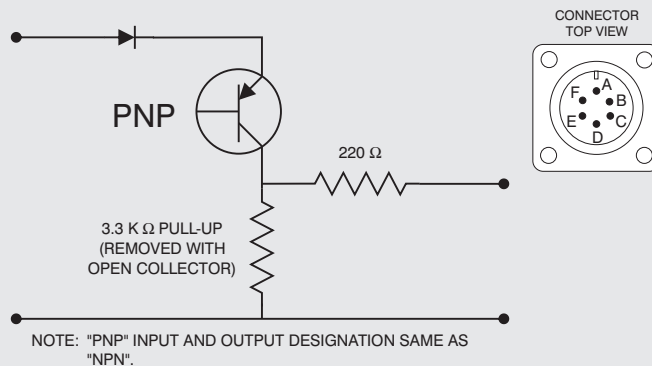 CONNECTOR
TOP VIEW
A
F
B
E
C
D
PNP
220 Ω
3.3 K Ω PULL-UP
(REMOVED WITH
OPEN COLLECTOR)
NOTE: "PNP" INPUT AND OUTPUT DESIGNATION SAME AS
"NPN".